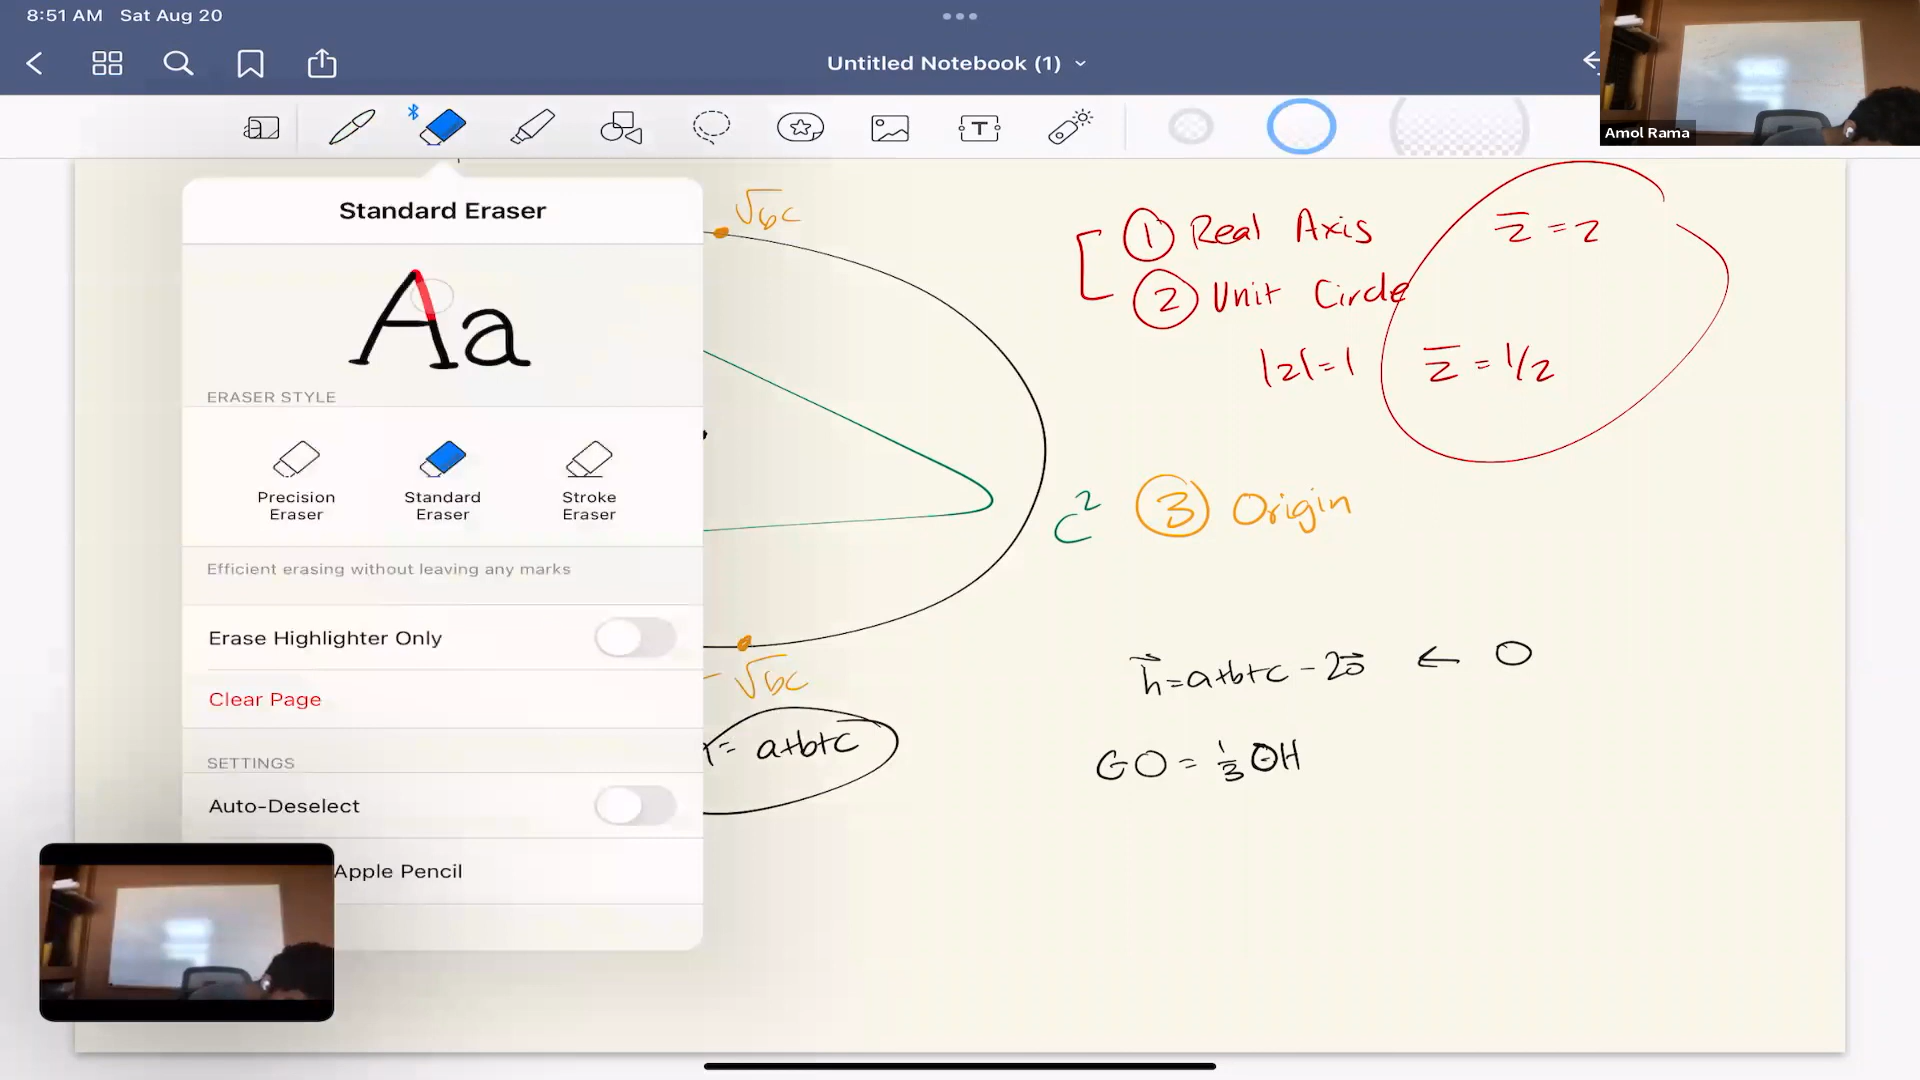 8:51 AM Sat Aug 20
Untitled Notebook (1)
Amol Rama
Standard Eraser
Aa
ERASER STYLE
Precision Eraser
Standard Eraser
Stroke Eraser
Efficient erasing without leaving any marks
Erase Highlighter Only
Clear Page
SETTINGS
Auto-Deselect
Apple Pencil
√bc
-√bc
= a+b+c
① Real Axis
z̅ = z
② Unit Circle
|z|=1
z̅ = 1/z
c²
③ Origin
h⃗=a+b+c-2o⃗ ← O
GO = ⅓ OH